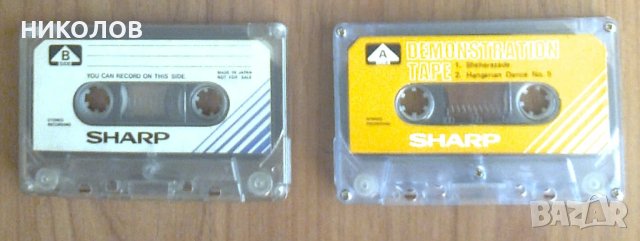 НИКОЛОВ
B
SIDE
YOU CAN RECORD ON THIS SIDE
MADE IN JAPAN
NOT FOR SALE
STEREO
RECORDING
SHARP
A
SIDE
DEMONSTRATION
TAPE
1. Sheherazade
2. Hungarian Dance No. 5
STEREO
RECORDING
SHARP
BAZAR